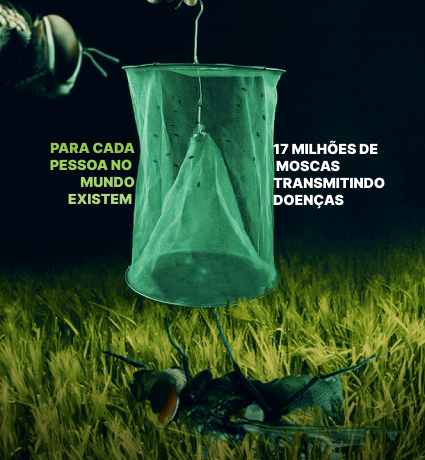 PARA CADA
PESSOA NO
MUNDO
EXISTEM
17 MILHÕES DE
MOSCAS
TRANSMITINDO
DOENÇAS